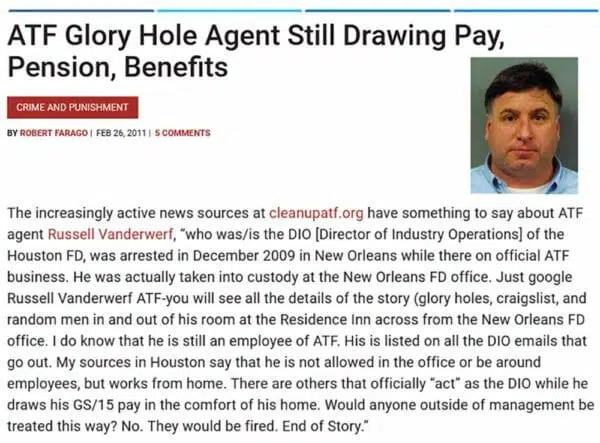 ATF Glory Hole Agent Still Drawing Pay,
Pension, Benefits
CRIME AND PUNISHMENT
BY ROBERT FARAGO | FEB 26, 2011 | 5 COMMENTS
The increasingly active news sources at cleanupatf.org have something to say about ATF
agent Russell Vanderwerf, “who was/is the DIO [Director of Industry Operations] of the
Houston FD, was arrested in December 2009 in New Orleans while there on official ATF
business. He was actually taken into custody at the New Orleans FD office. Just google
Russell Vanderwerf ATF-you will see all the details of the story (glory holes, craigslist, and
random men in and out of his room at the Residence Inn across from the New Orleans FD
office. I do know that he is still an employee of ATF. His is listed on all the DIO emails that
go out. My sources in Houston say that he is not allowed in the office or be around
employees, but works from home. There are others that officially “act” as the DIO while he
draws his GS/15 pay in the comfort of his home. Would anyone outside of management be
treated this way? No. They would be fired. End of Story.”